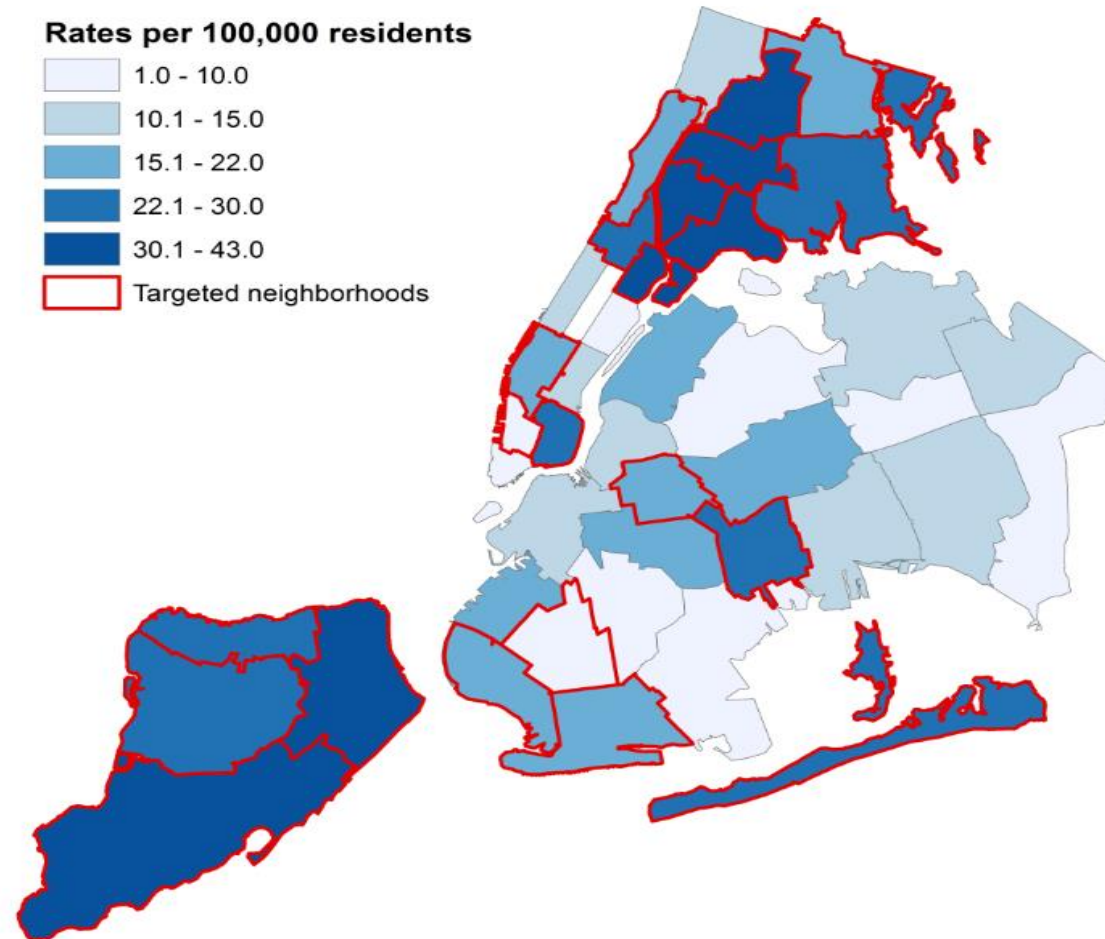 Rates per 100,000 residents
1.0 - 10.0
10.1 - 15.0
15.1 - 22.0
22.1 - 30.0
30.1 - 43.0
Targeted neighborhoods